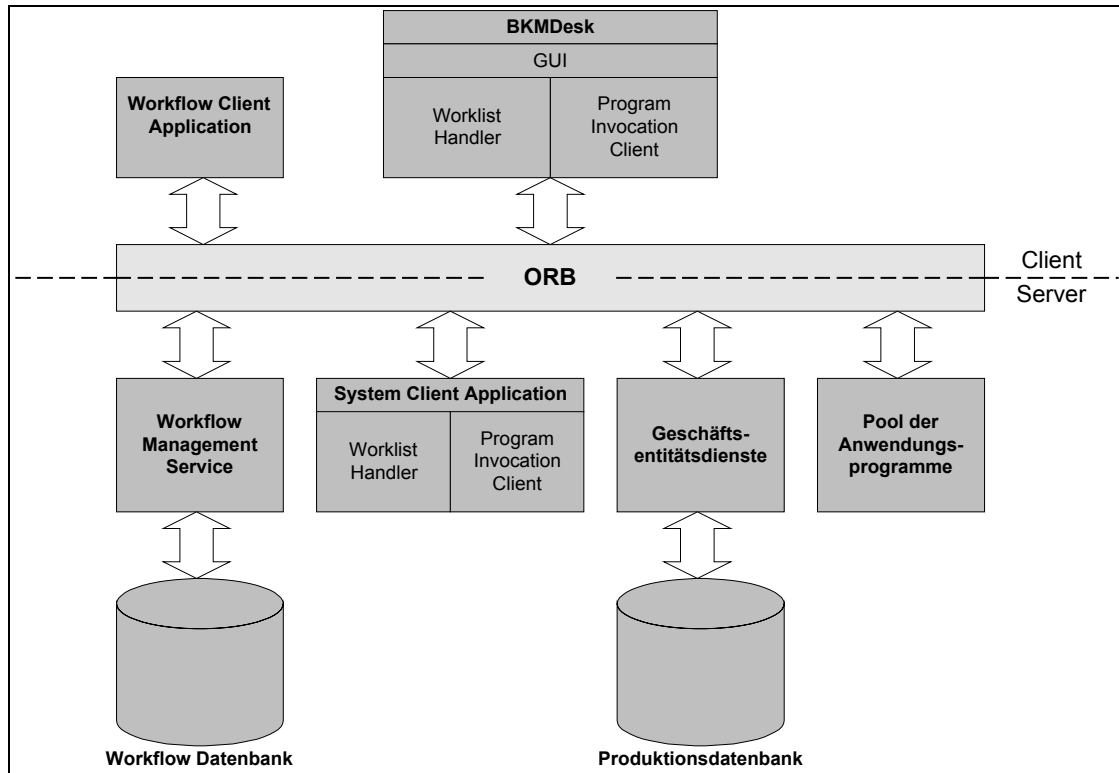 BKMDesk
GUI
Workflow Client
Application
Worklist
Handler
Program
Invocation
Client
ORB
Client
Server
Workflow
Management
Service
System Client Application
Worklist
Handler
Program
Invocation
Client
Geschäfts-
entitätsdienste
Pool der
Anwendungs-
programme
Workflow Datenbank
Produktionsdatenbank